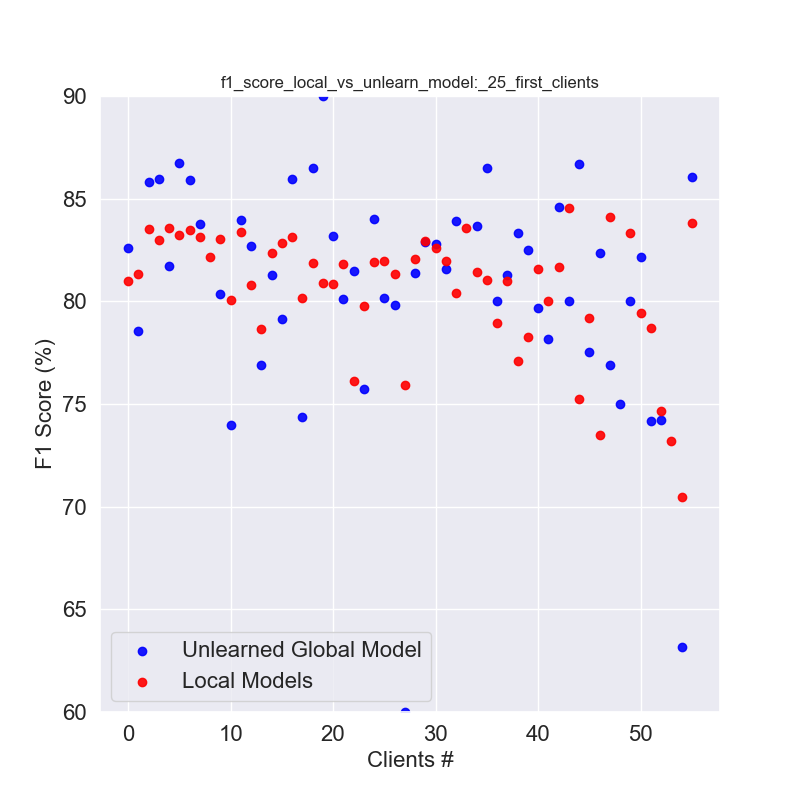 f1_score_local_vs_unlearn_model:_25_first_clients
90
85
80
75
70
65
60
F1 Score (%)
Unlearned Global Model
Local Models
0 10 20 30 40 50
Clients #